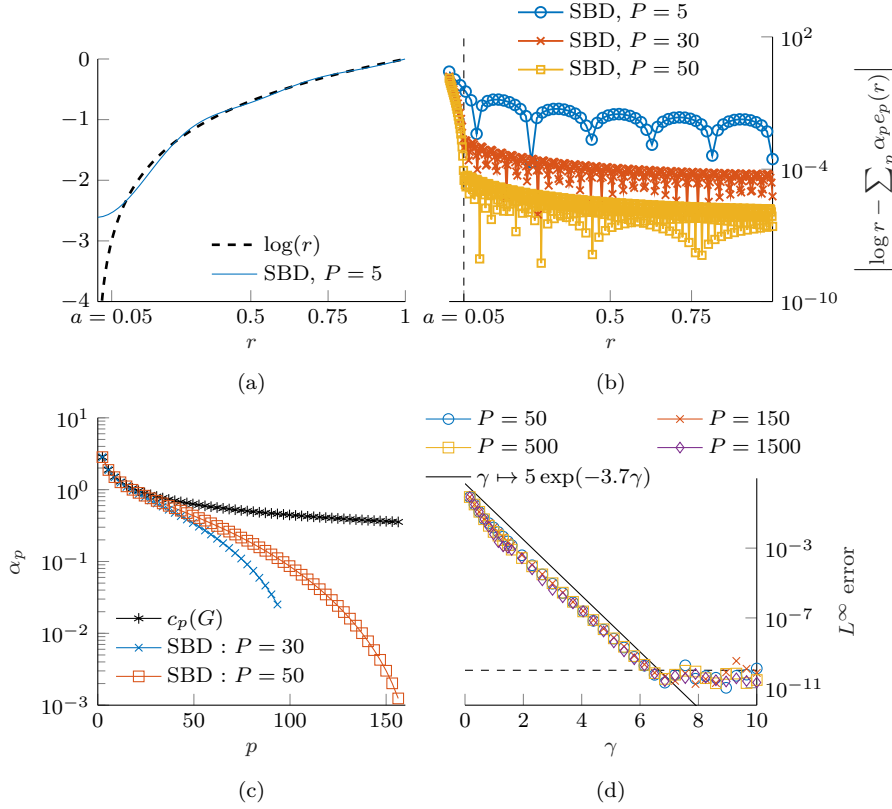 0
−1
−2
−3
−4
log(r)
SBD, P = 5
a = 0.05
0.5
0.75
1
r
(a)
SBD, P = 5
SBD, P = 30
SBD, P = 50
10^2
10^−4
10^−10
|log r − ∑_p α_p e_p(r)|
a = 0.05
0.5
0.75
r
(b)
10^1
10^0
10^−1
10^−2
10^−3
α_p
c_p(G)
SBD : P = 30
SBD : P = 50
0
50
100
150
p
(c)
P = 50
P = 150
P = 500
P = 1500
γ ↦ 5 exp(−3.7γ)
10^−3
10^−7
10^−11
L^∞ error
0
2
4
6
8
10
γ
(d)